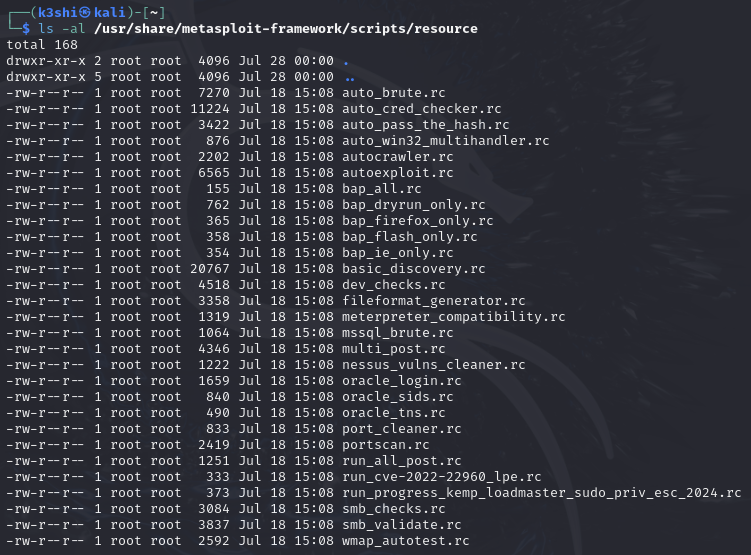 ┌──(k3shi㉿kali)-[~]
└─$ ls -al /usr/share/metasploit-framework/scripts/resource
total 168
drwxr-xr-x 2 root root  4096 Jul 28 00:00 .
drwxr-xr-x 5 root root  4096 Jul 28 00:00 ..
-rw-r--r-- 1 root root  7270 Jul 18 15:08 auto_brute.rc
-rw-r--r-- 1 root root 11224 Jul 18 15:08 auto_cred_checker.rc
-rw-r--r-- 1 root root  3422 Jul 18 15:08 auto_pass_the_hash.rc
-rw-r--r-- 1 root root   876 Jul 18 15:08 auto_win32_multihandler.rc
-rw-r--r-- 1 root root  2202 Jul 18 15:08 autocrawler.rc
-rw-r--r-- 1 root root  6565 Jul 18 15:08 autoexploit.rc
-rw-r--r-- 1 root root   155 Jul 18 15:08 bap_all.rc
-rw-r--r-- 1 root root   762 Jul 18 15:08 bap_dryrun_only.rc
-rw-r--r-- 1 root root   365 Jul 18 15:08 bap_firefox_only.rc
-rw-r--r-- 1 root root   358 Jul 18 15:08 bap_flash_only.rc
-rw-r--r-- 1 root root   354 Jul 18 15:08 bap_ie_only.rc
-rw-r--r-- 1 root root 20767 Jul 18 15:08 basic_discovery.rc
-rw-r--r-- 1 root root  4518 Jul 18 15:08 dev_checks.rc
-rw-r--r-- 1 root root  3358 Jul 18 15:08 fileformat_generator.rc
-rw-r--r-- 1 root root  1319 Jul 18 15:08 meterpreter_compatibility.rc
-rw-r--r-- 1 root root  1064 Jul 18 15:08 mssql_brute.rc
-rw-r--r-- 1 root root  4346 Jul 18 15:08 multi_post.rc
-rw-r--r-- 1 root root  1222 Jul 18 15:08 nessus_vulns_cleaner.rc
-rw-r--r-- 1 root root  1659 Jul 18 15:08 oracle_login.rc
-rw-r--r-- 1 root root   840 Jul 18 15:08 oracle_sids.rc
-rw-r--r-- 1 root root   490 Jul 18 15:08 oracle_tns.rc
-rw-r--r-- 1 root root   833 Jul 18 15:08 port_cleaner.rc
-rw-r--r-- 1 root root  2419 Jul 18 15:08 portscan.rc
-rw-r--r-- 1 root root  1251 Jul 18 15:08 run_all_post.rc
-rw-r--r-- 1 root root   333 Jul 18 15:08 run_cve-2022-22960_lpe.rc
-rw-r--r-- 1 root root   373 Jul 18 15:08 run_progress_kemp_loadmaster_sudo_priv_esc_2024.rc
-rw-r--r-- 1 root root  3084 Jul 18 15:08 smb_checks.rc
-rw-r--r-- 1 root root  3837 Jul 18 15:08 smb_validate.rc
-rw-r--r-- 1 root root  2592 Jul 18 15:08 wmap_autotest.rc